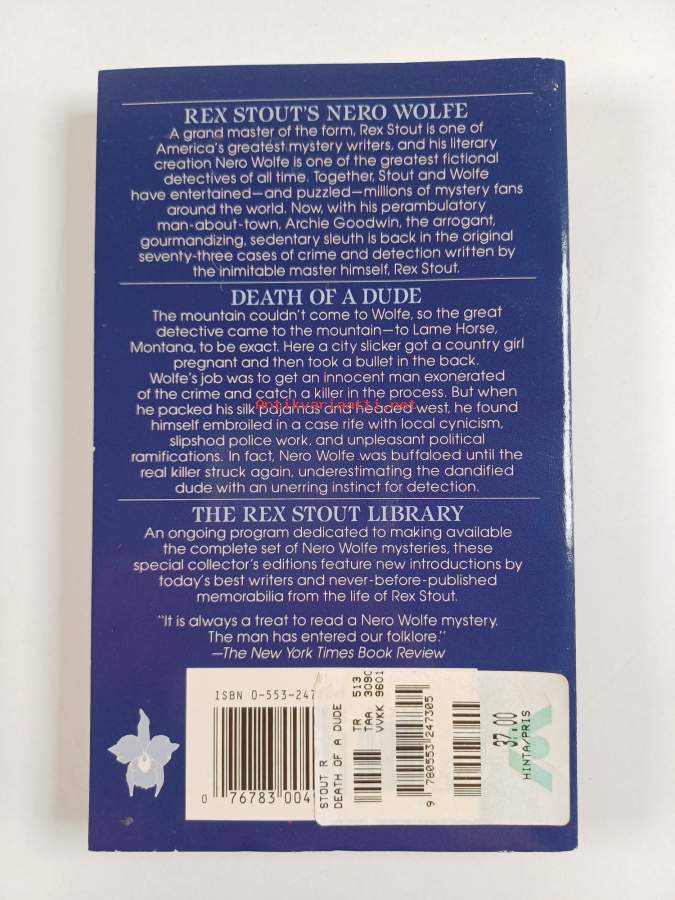 REX STOUT'S NERO WOLFE
A grand master of the form, Rex Stout is one of
America's greatest mystery writers, and his literary
creation Nero Wolfe is one of the greatest fictional
detectives of all time. Together, Stout and Wolfe
have entertained—and puzzled—millions of mystery fans
around the world. Now, with his perambulatory
man-about-town, Archie Goodwin, the arrogant,
gourmandizing, sedentary sleuth is back in the original
seventy-three cases of crime and detection written by
the inimitable master himself, Rex Stout.
DEATH OF A DUDE
The mountain couldn't come to Wolfe, so the great
detective came to the mountain—to Lame Horse,
Montana, to be exact. Here a city slicker got a country girl
pregnant and then took a bullet in the back.
Wolfe's job was to get an innocent man exonerated
of the crime and catch a killer in the process. But when
he packed his silk pajamas and headed west, he found
Antikvariaatti.net
himself embroiled in a case rife with local cynicism,
slipshod police work, and unpleasant political
ramifications. In fact, Nero Wolfe was buffaloed until the
real killer struck again, underestimating the dandified
dude with an unerring instinct for detection.
THE REX STOUT LIBRARY
An ongoing program dedicated to making available
the complete set of Nero Wolfe mysteries, these
special collector's editions feature new introductions by
today's best writers and never-before-published
memorabilia from the life of Rex Stout.
"It is always a treat to read a Nero Wolfe mystery.
The man has entered our folklore."
—The New York Times Book Review
ISBN 0-553-247
0 76783 004
STOUT R
DEATH OF A DUDE
TR 513
TAA 309C
VVKK 9601
9 780553 247305
37,00
HINTA/PRIS